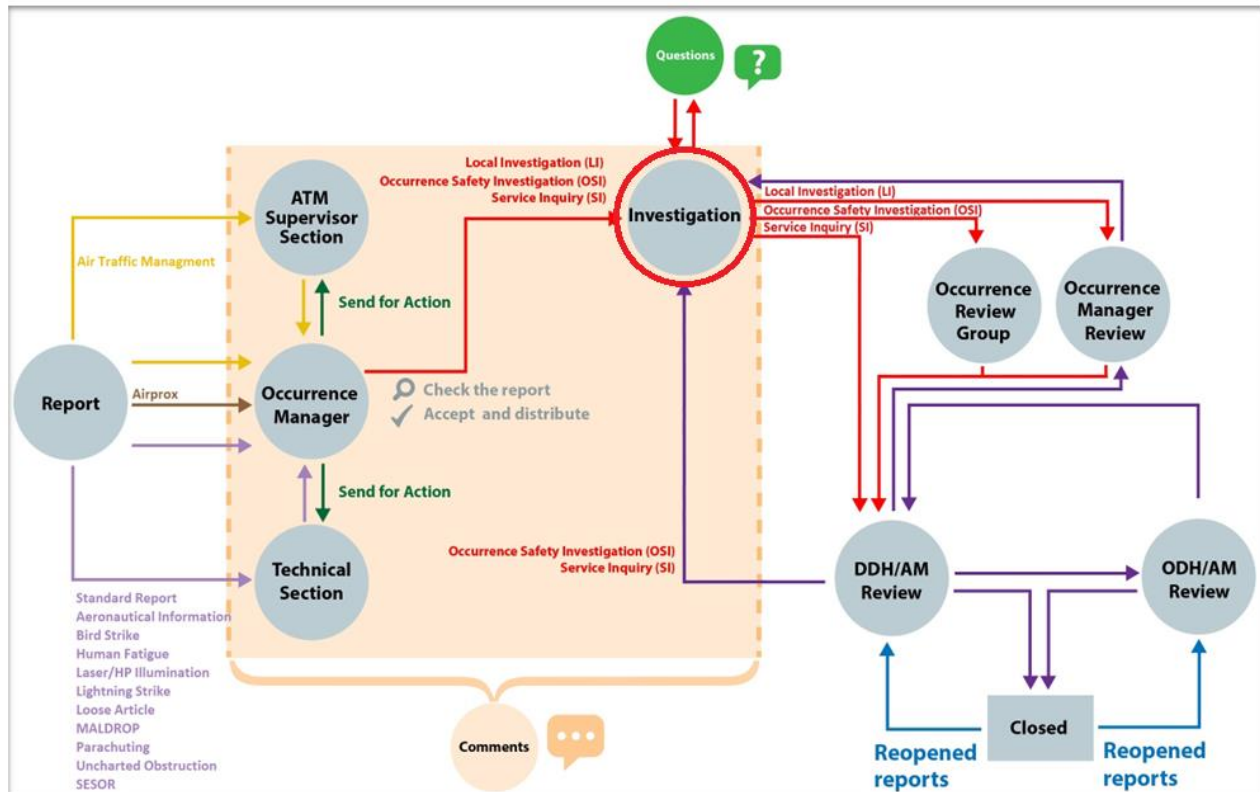 Questions
?
Local Investigation (LI)
Occurrence Safety Investigation (OSI)
Service Inquiry (SI)
ATM
Supervisor
Section
Investigation
Local Investigation (LI)
Occurrence Safety Investigation (OSI)
Service Inquiry (SI)
Air Traffic Managment
Send for Action
Occurrence
Review
Group
Occurrence
Manager
Review
Report
Airprox
Occurrence
Manager
Check the report
Accept and distribute
Send for Action
Technical
Section
Occurrence Safety Investigation (OSI)
Service Inquiry (SI)
DDH/AM
Review
ODH/AM
Review
Standard Report
Aeronautical Information
Bird Strike
Human Fatigue
Laser/HP Illumination
Lightning Strike
Loose Article
MALDROP
Parachuting
Uncharted Obstruction
SESOR
Comments
Closed
Reopened
reports
Reopened
reports